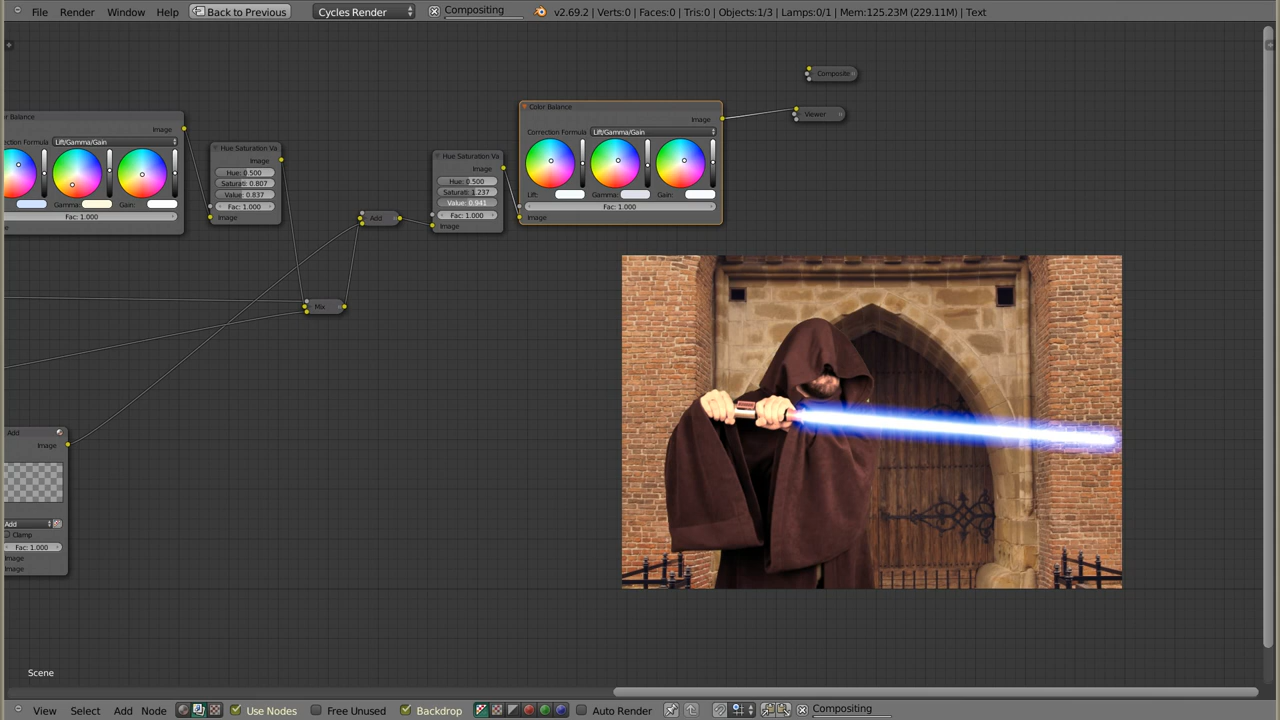 File Render Window Help Back to Previous Cycles Render Compositing v2.69.2 | Verts:0 | Faces:0 | Tris:0 | Objects:1/3 | Lamps:0/1 | Mem:125.23M (229.11M) | Text
Composite
Viewer
or Balance
Image
ection Formula Lift/Gamma/Gain
Gamma: Gain:
Fac: 1.000
Hue Saturation Va
Image
Hue: 0.500
Saturati: 0.807
Value: 0.837
Fac: 1.000
Image
Add
Mix
Hue Saturation Va
Image
Hue: 0.500
Saturati: 1.237
Value: 0.941
Fac: 1.000
Image
Color Balance
Image
Correction Formula Lift/Gamma/Gain
Lift: Gamma: Gain:
Fac: 1.000
Image
Add
Image
Add
Clamp
Fac: 1.000
Image
Image
Scene
View Select Add Node Use Nodes Free Unused Backdrop Auto Render Compositing